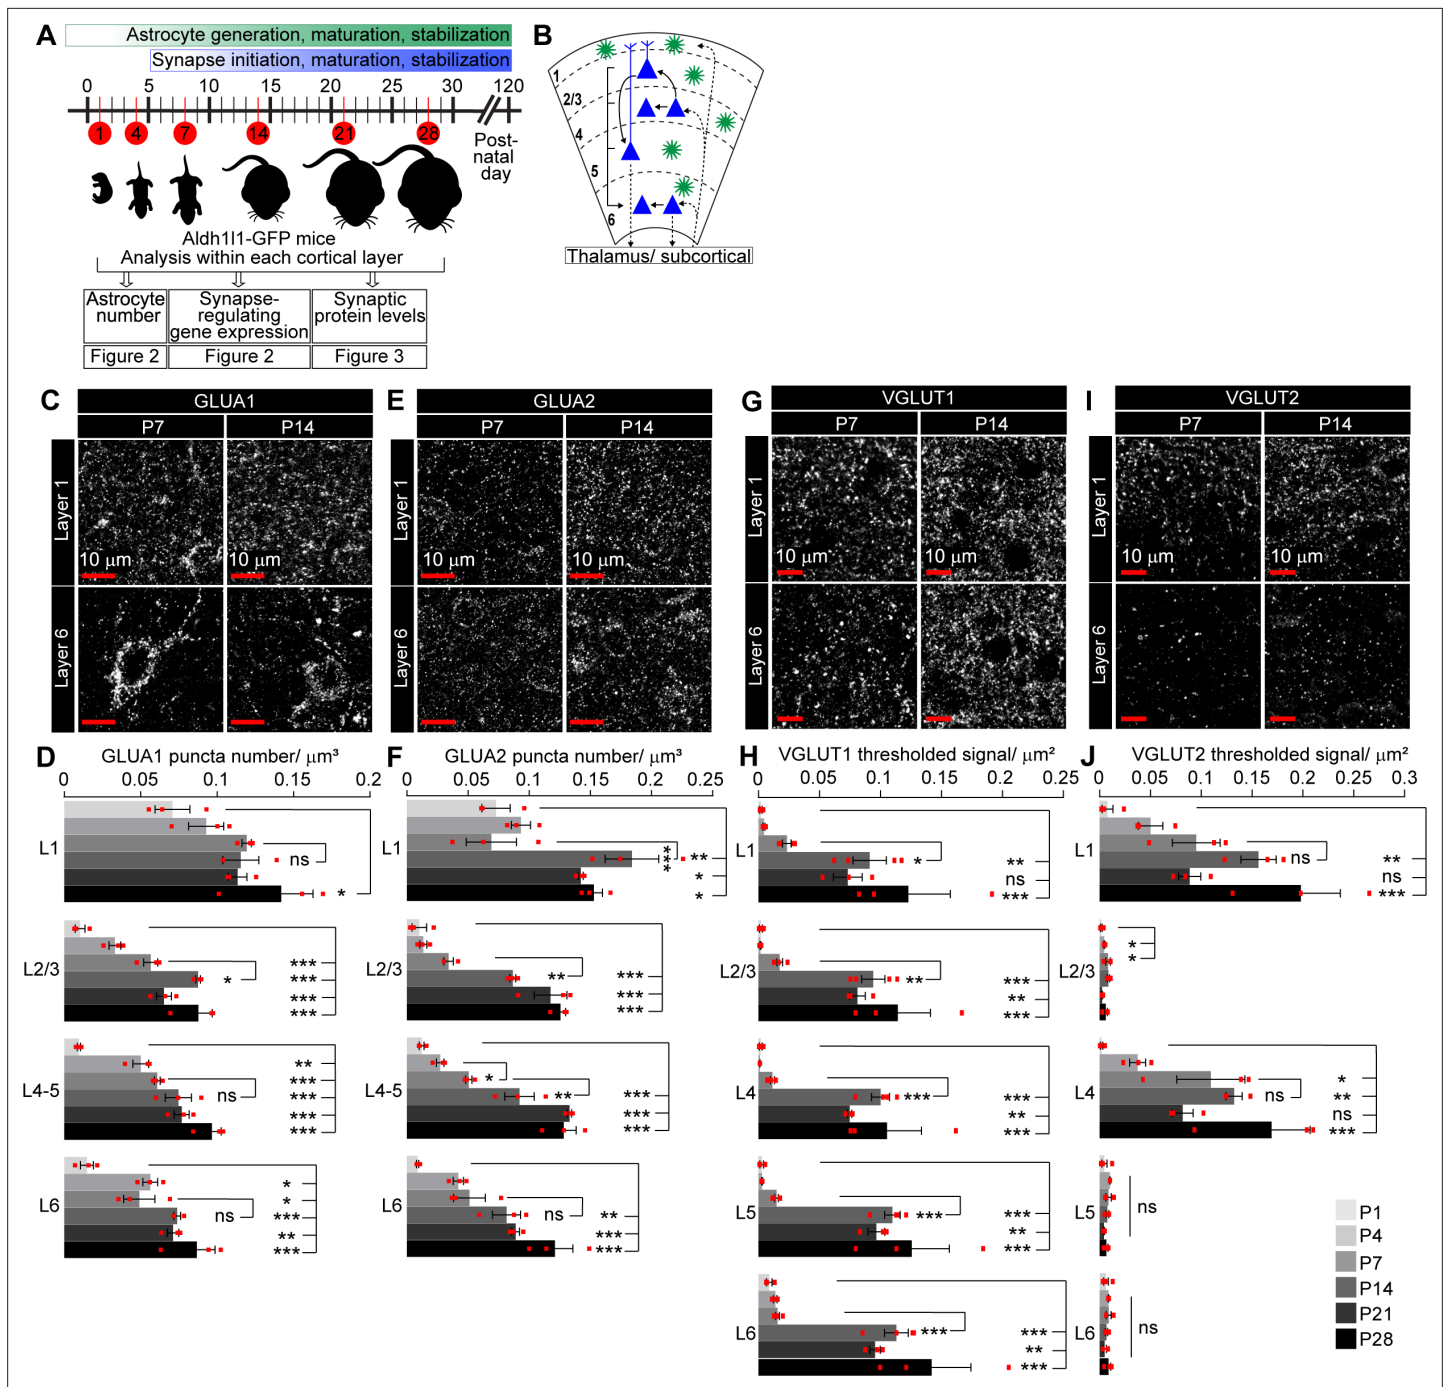 A
Astrocyte generation, maturation, stabilization
Synapse initiation, maturation, stabilization
0 5 10 15 20 25 30 120
1 4 7 14 21 28
Post-
natal
day
Aldh1l1-GFP mice
Analysis within each cortical layer
Astrocyte
number
Synapse-
regulating
gene expression
Synaptic
protein levels
Figure 2
Figure 2
Figure 3
B
1
2/3
4
5
6
Thalamus/ subcortical
C
GLUA1
P7 P14
Layer 1
10 µm 10 µm
Layer 6
E
GLUA2
P7 P14
Layer 1
10 µm 10 µm
Layer 6
G
VGLUT1
P7 P14
Layer 1
10 µm 10 µm
Layer 6
I
VGLUT2
P7 P14
Layer 1
10 µm 10 µm
Layer 6
D
GLUA1 puncta number/ µm³
0 0.05 0.1 0.15 0.2
L1
ns
*
L2/3
*
***
***
***
***
L4-5
ns
**
***
***
***
***
L6
ns
*
*
***
**
***
F
GLUA2 puncta number/ µm³
0 0.05 0.1 0.15 0.2 0.25
L1
***
**
*
*
L2/3
**
***
***
***
L4-5
*
**
***
***
***
L6
ns
**
***
***
H
VGLUT1 thresholded signal/ µm²
0 0.05 0.1 0.15 0.2 0.25
L1
*
**
ns
***
L2/3
**
***
**
***
L4
***
***
**
***
L5
***
***
**
***
L6
***
***
**
***
J
VGLUT2 thresholded signal/ µm²
0 0.05 0.1 0.15 0.2 0.25 0.3
L1
ns
**
ns
***
L2/3
*
*
L4
ns
*
**
ns
***
L5
ns
L6
ns
P1
P4
P7
P14
P21
P28